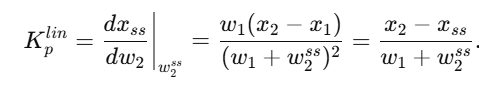 K_p^{lin} = \frac{dx_{ss}}{dw_2}\bigg|_{w_2^{ss}} = \frac{w_1(x_2 - x_1)}{(w_1 + w_2^{ss})^2} = \frac{x_2 - x_{ss}}{w_1 + w_2^{ss}}.